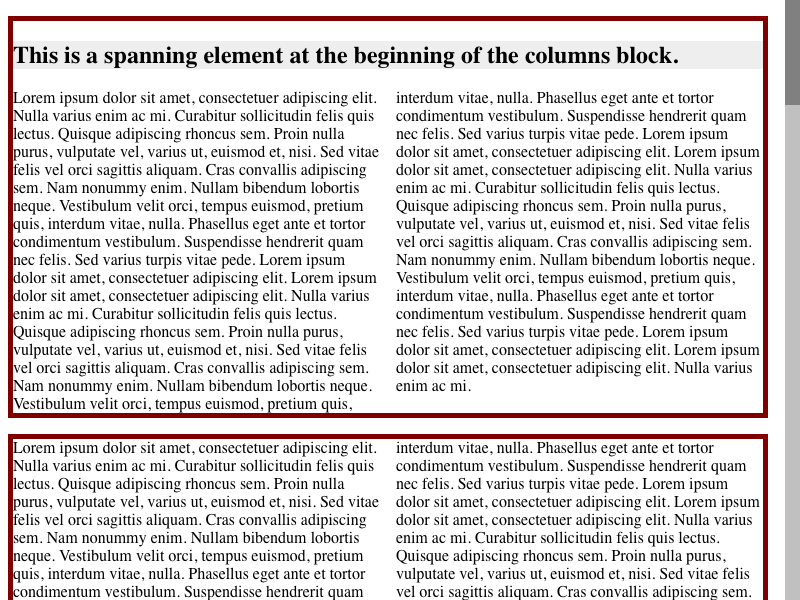 This is a spanning element at the beginning of the columns block.
Lorem ipsum dolor sit amet, consectetuer adipiscing elit.
Nulla varius enim ac mi. Curabitur sollicitudin felis quis
lectus. Quisque adipiscing rhoncus sem. Proin nulla
purus, vulputate vel, varius ut, euismod et, nisi. Sed vitae
felis vel orci sagittis aliquam. Cras convallis adipiscing
sem. Nam nonummy enim. Nullam bibendum lobortis
neque. Vestibulum velit orci, tempus euismod, pretium
quis, interdum vitae, nulla. Phasellus eget ante et tortor
condimentum vestibulum. Suspendisse hendrerit quam
nec felis. Sed varius turpis vitae pede. Lorem ipsum
dolor sit amet, consectetuer adipiscing elit. Lorem ipsum
dolor sit amet, consectetuer adipiscing elit. Nulla varius
enim ac mi. Curabitur sollicitudin felis quis lectus.
Quisque adipiscing rhoncus sem. Proin nulla purus,
vulputate vel, varius ut, euismod et, nisi. Sed vitae felis
vel orci sagittis aliquam. Cras convallis adipiscing sem.
Nam nonummy enim. Nullam bibendum lobortis neque.
Vestibulum velit orci, tempus euismod, pretium quis,
interdum vitae, nulla. Phasellus eget ante et tortor
condimentum vestibulum. Suspendisse hendrerit quam
nec felis. Sed varius turpis vitae pede. Lorem ipsum
dolor sit amet, consectetuer adipiscing elit. Lorem ipsum
dolor sit amet, consectetuer adipiscing elit. Nulla varius
enim ac mi. Curabitur sollicitudin felis quis lectus.
Quisque adipiscing rhoncus sem. Proin nulla purus,
vulputate vel, varius ut, euismod et, nisi. Sed vitae felis
vel orci sagittis aliquam. Cras convallis adipiscing sem.
Nam nonummy enim. Nullam bibendum lobortis neque.
Vestibulum velit orci, tempus euismod, pretium quis,
interdum vitae, nulla. Phasellus eget ante et tortor
condimentum vestibulum. Suspendisse hendrerit quam
nec felis. Sed varius turpis vitae pede. Lorem ipsum
dolor sit amet, consectetuer adipiscing elit. Lorem ipsum
dolor sit amet, consectetuer adipiscing elit. Nulla varius
enim ac mi.
Lorem ipsum dolor sit amet, consectetuer adipiscing elit.
Nulla varius enim ac mi. Curabitur sollicitudin felis quis
lectus. Quisque adipiscing rhoncus sem. Proin nulla
purus, vulputate vel, varius ut, euismod et, nisi. Sed vitae
felis vel orci sagittis aliquam. Cras convallis adipiscing
sem. Nam nonummy enim. Nullam bibendum lobortis
neque. Vestibulum velit orci, tempus euismod, pretium
quis, interdum vitae, nulla. Phasellus eget ante et tortor
condimentum vestibulum. Suspendisse hendrerit quam
interdum vitae, nulla. Phasellus eget ante et tortor
condimentum vestibulum. Suspendisse hendrerit quam
nec felis. Sed varius turpis vitae pede. Lorem ipsum
dolor sit amet, consectetuer adipiscing elit. Lorem ipsum
dolor sit amet, consectetuer adipiscing elit. Nulla varius
enim ac mi. Curabitur sollicitudin felis quis lectus.
Quisque adipiscing rhoncus sem. Proin nulla purus,
vulputate vel, varius ut, euismod et, nisi. Sed vitae felis
vel orci sagittis aliquam. Cras convallis adipiscing sem.